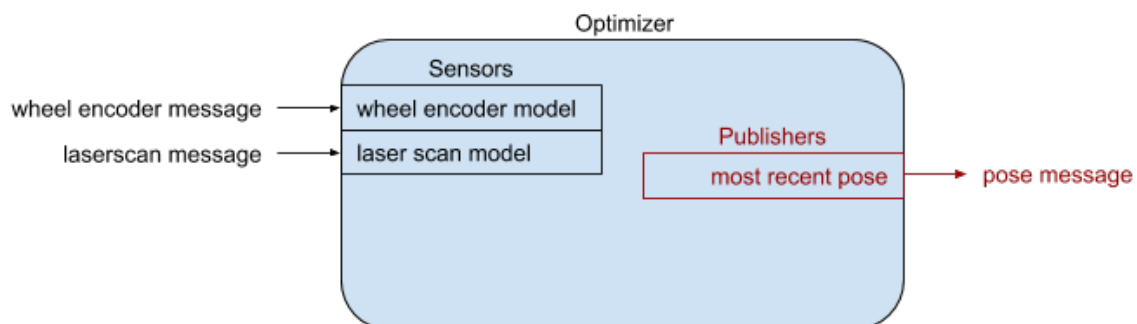 Optimizer
Sensors
wheel encoder message
wheel encoder model
laserscan message
laser scan model
Publishers
most recent pose
pose message